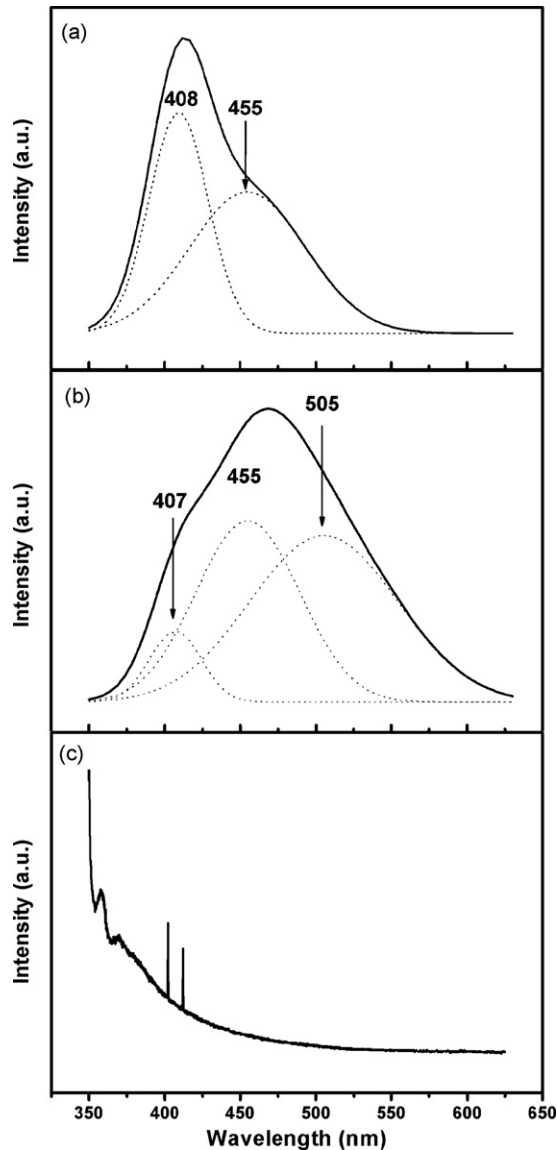 (a)
408
455
Intensity (a.u.)
(b)
407
455
505
Intensity (a.u.)
(c)
Intensity (a.u.)
350 400 450 500 550 600 650
Wavelength (nm)